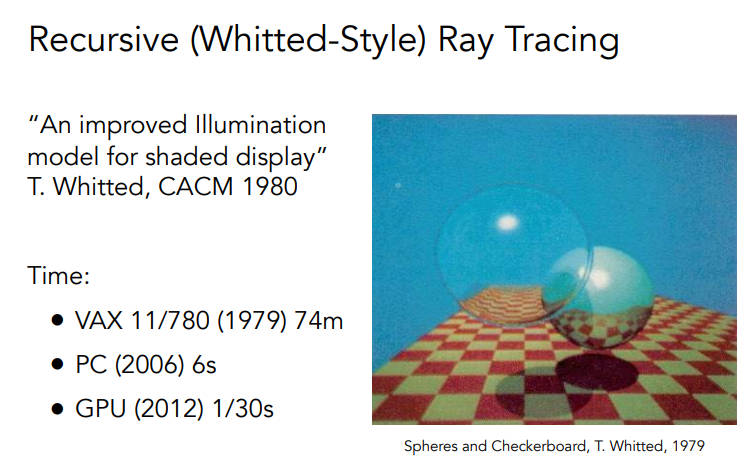 Recursive (Whitted-Style) Ray Tracing
“An improved Illumination
model for shaded display”
T. Whitted, CACM 1980
Time:
• VAX 11/780 (1979) 74m
• PC (2006) 6s
• GPU (2012) 1/30s
Spheres and Checkerboard, T. Whitted, 1979